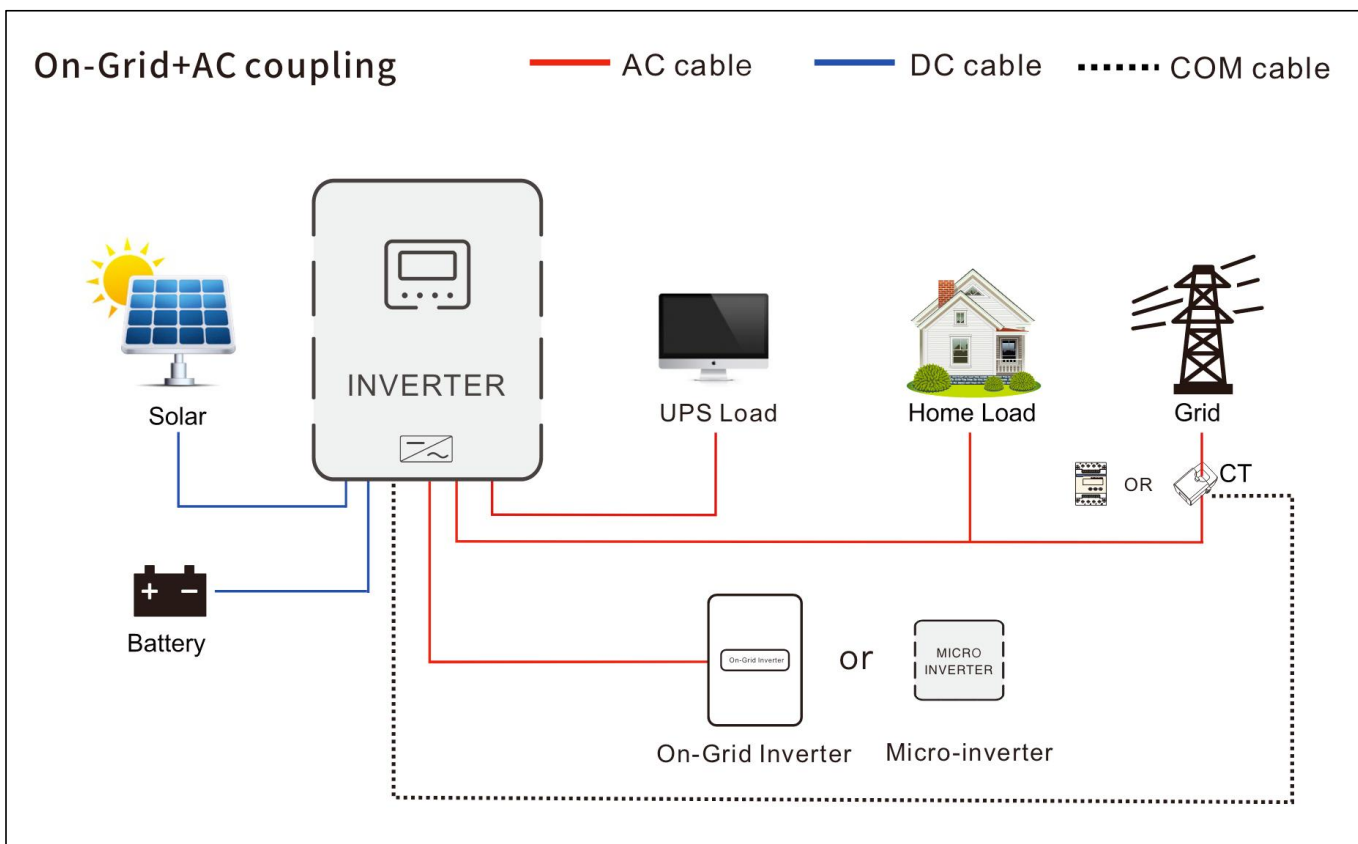 On-Grid+AC coupling
AC cable
DC cable
COM cable
INVERTER
Solar
UPS Load
Home Load
Grid
OR
CT
Battery
On-Grid Inverter
or
MICRO
INVERTER
On-Grid Inverter
Micro-inverter